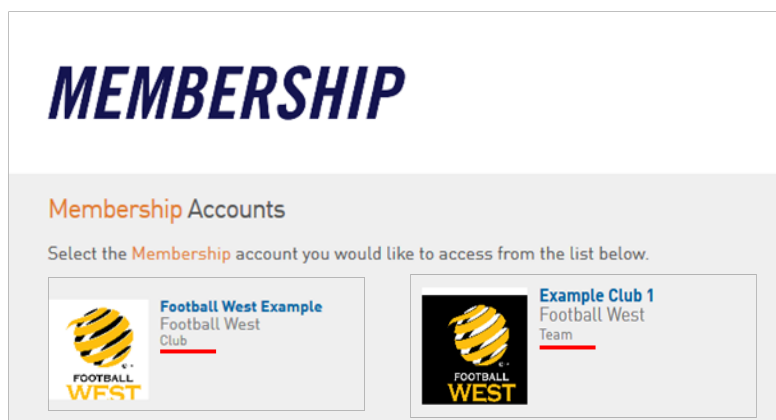 MEMBERSHIP
Membership Accounts
Select the Membership account you would like to access from the list below.
Football West Example
Football West
Club
FOOTBALL
WEST
Example Club 1
Football West
Team
FOOTBALL
WEST